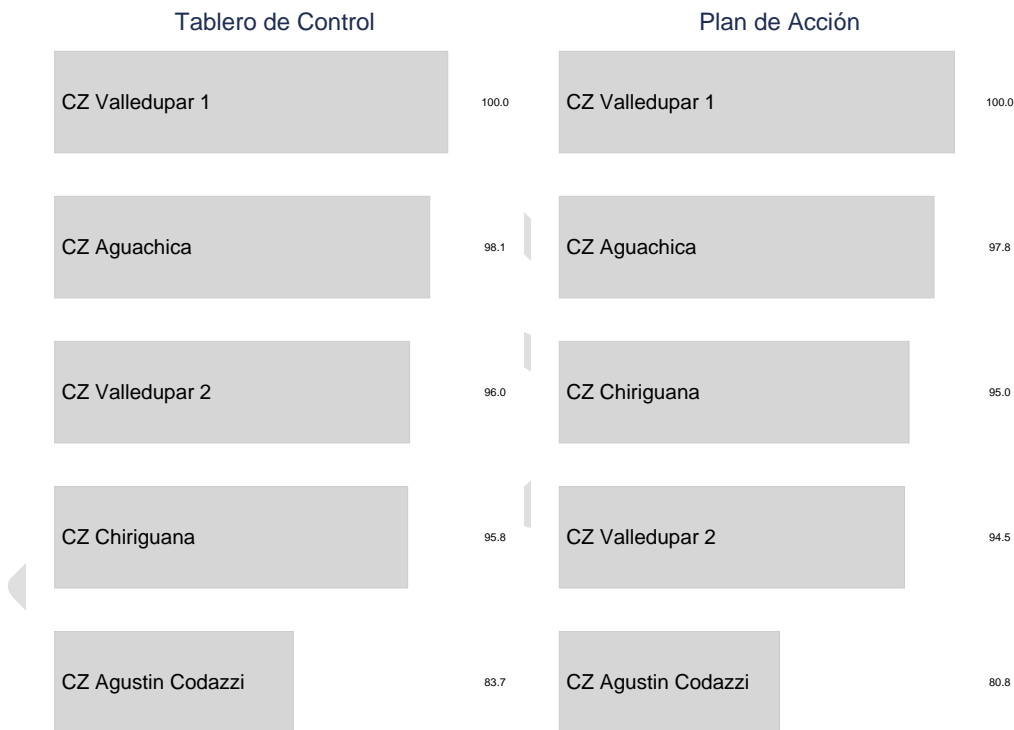 Tablero de Control
CZ Valledupar 1 100.0
CZ Aguachica 98.1
CZ Valledupar 2 96.0
CZ Chiriguana 95.8
CZ Agustin Codazzi 83.7
Plan de Acción
CZ Valledupar 1 100.0
CZ Aguachica 97.8
CZ Chiriguana 95.0
CZ Valledupar 2 94.5
CZ Agustin Codazzi 80.8